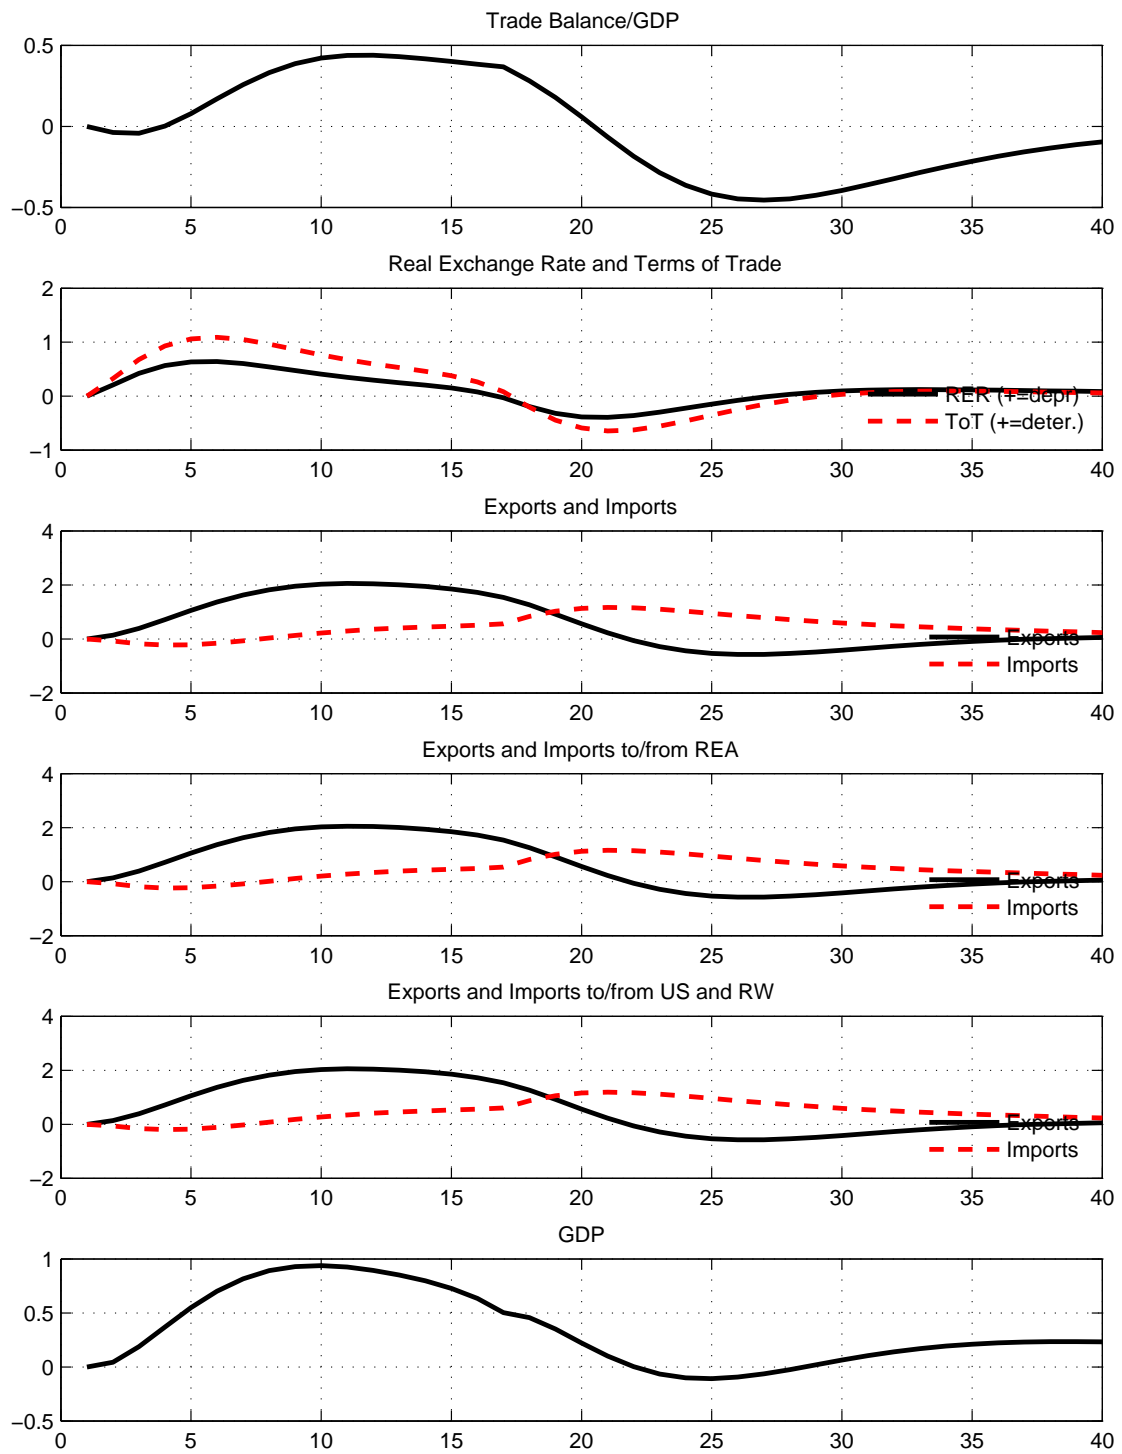 Trade Balance/GDP
0.5
0
−0.5
0 5 10 15 20 25 30 35 40
Real Exchange Rate and Terms of Trade
2
1
0
RER (+=depr)
ToT (+=deter.)
−1
0 5 10 15 20 25 30 35 40
Exports and Imports
4
2
0
Exports
Imports
−2
0 5 10 15 20 25 30 35 40
Exports and Imports to/from REA
4
2
0
Exports
Imports
−2
0 5 10 15 20 25 30 35 40
Exports and Imports to/from US and RW
4
2
0
Exports
Imports
−2
0 5 10 15 20 25 30 35 40
GDP
1
0.5
0
−0.5
0 5 10 15 20 25 30 35 40